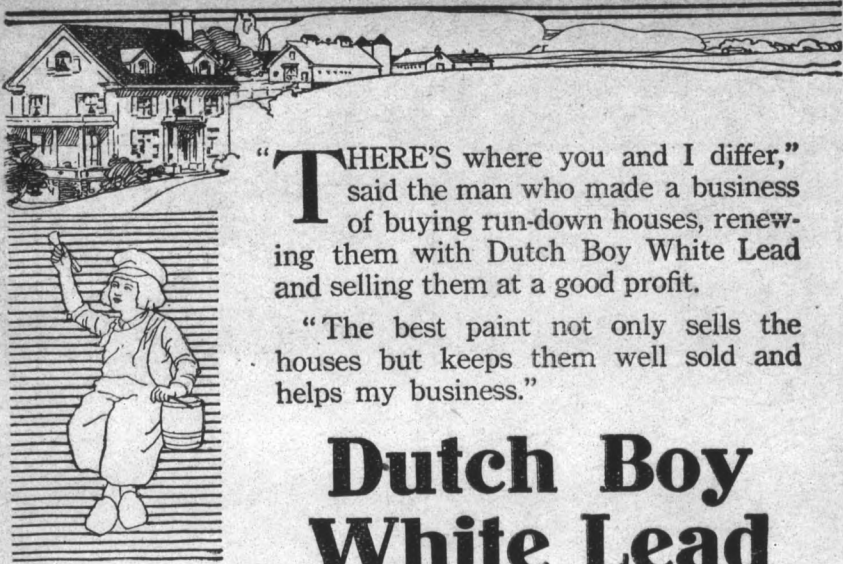 “THERE’S where you and I differ,”
said the man who made a business
of buying run-down houses, renew-
ing them with Dutch Boy White Lead
and selling them at a good profit.
“The best paint not only sells the
houses but keeps them well sold and
helps my business.”
Dutch Boy
White Lead